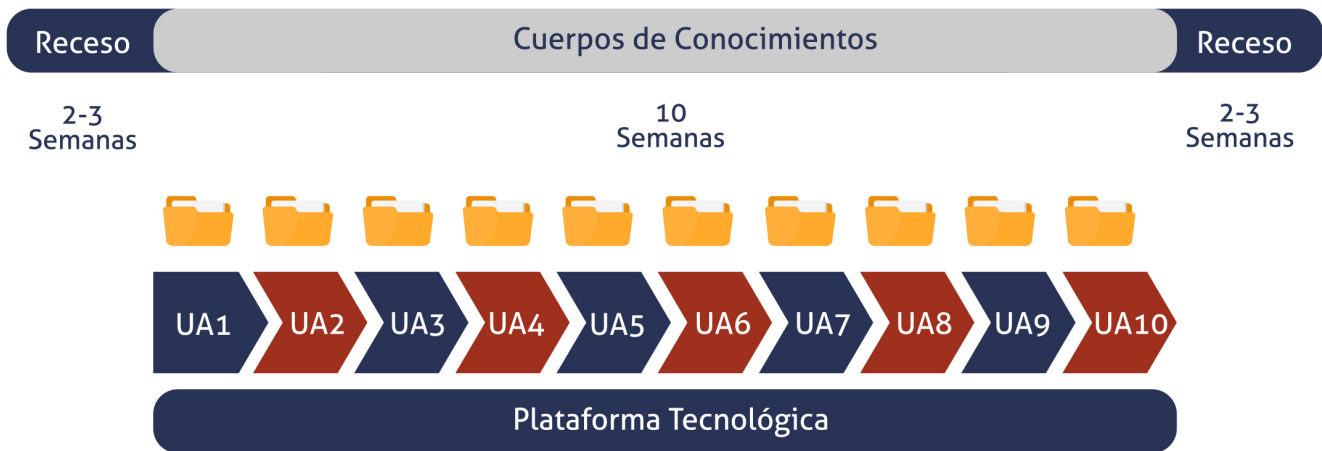 Receso
Cuerpos de Conocimientos
Receso
2-3
Semanas
10
Semanas
2-3
Semanas
UA1
UA2
UA3
UA4
UA5
UA6
UA7
UA8
UA9
UA10
Plataforma Tecnológica